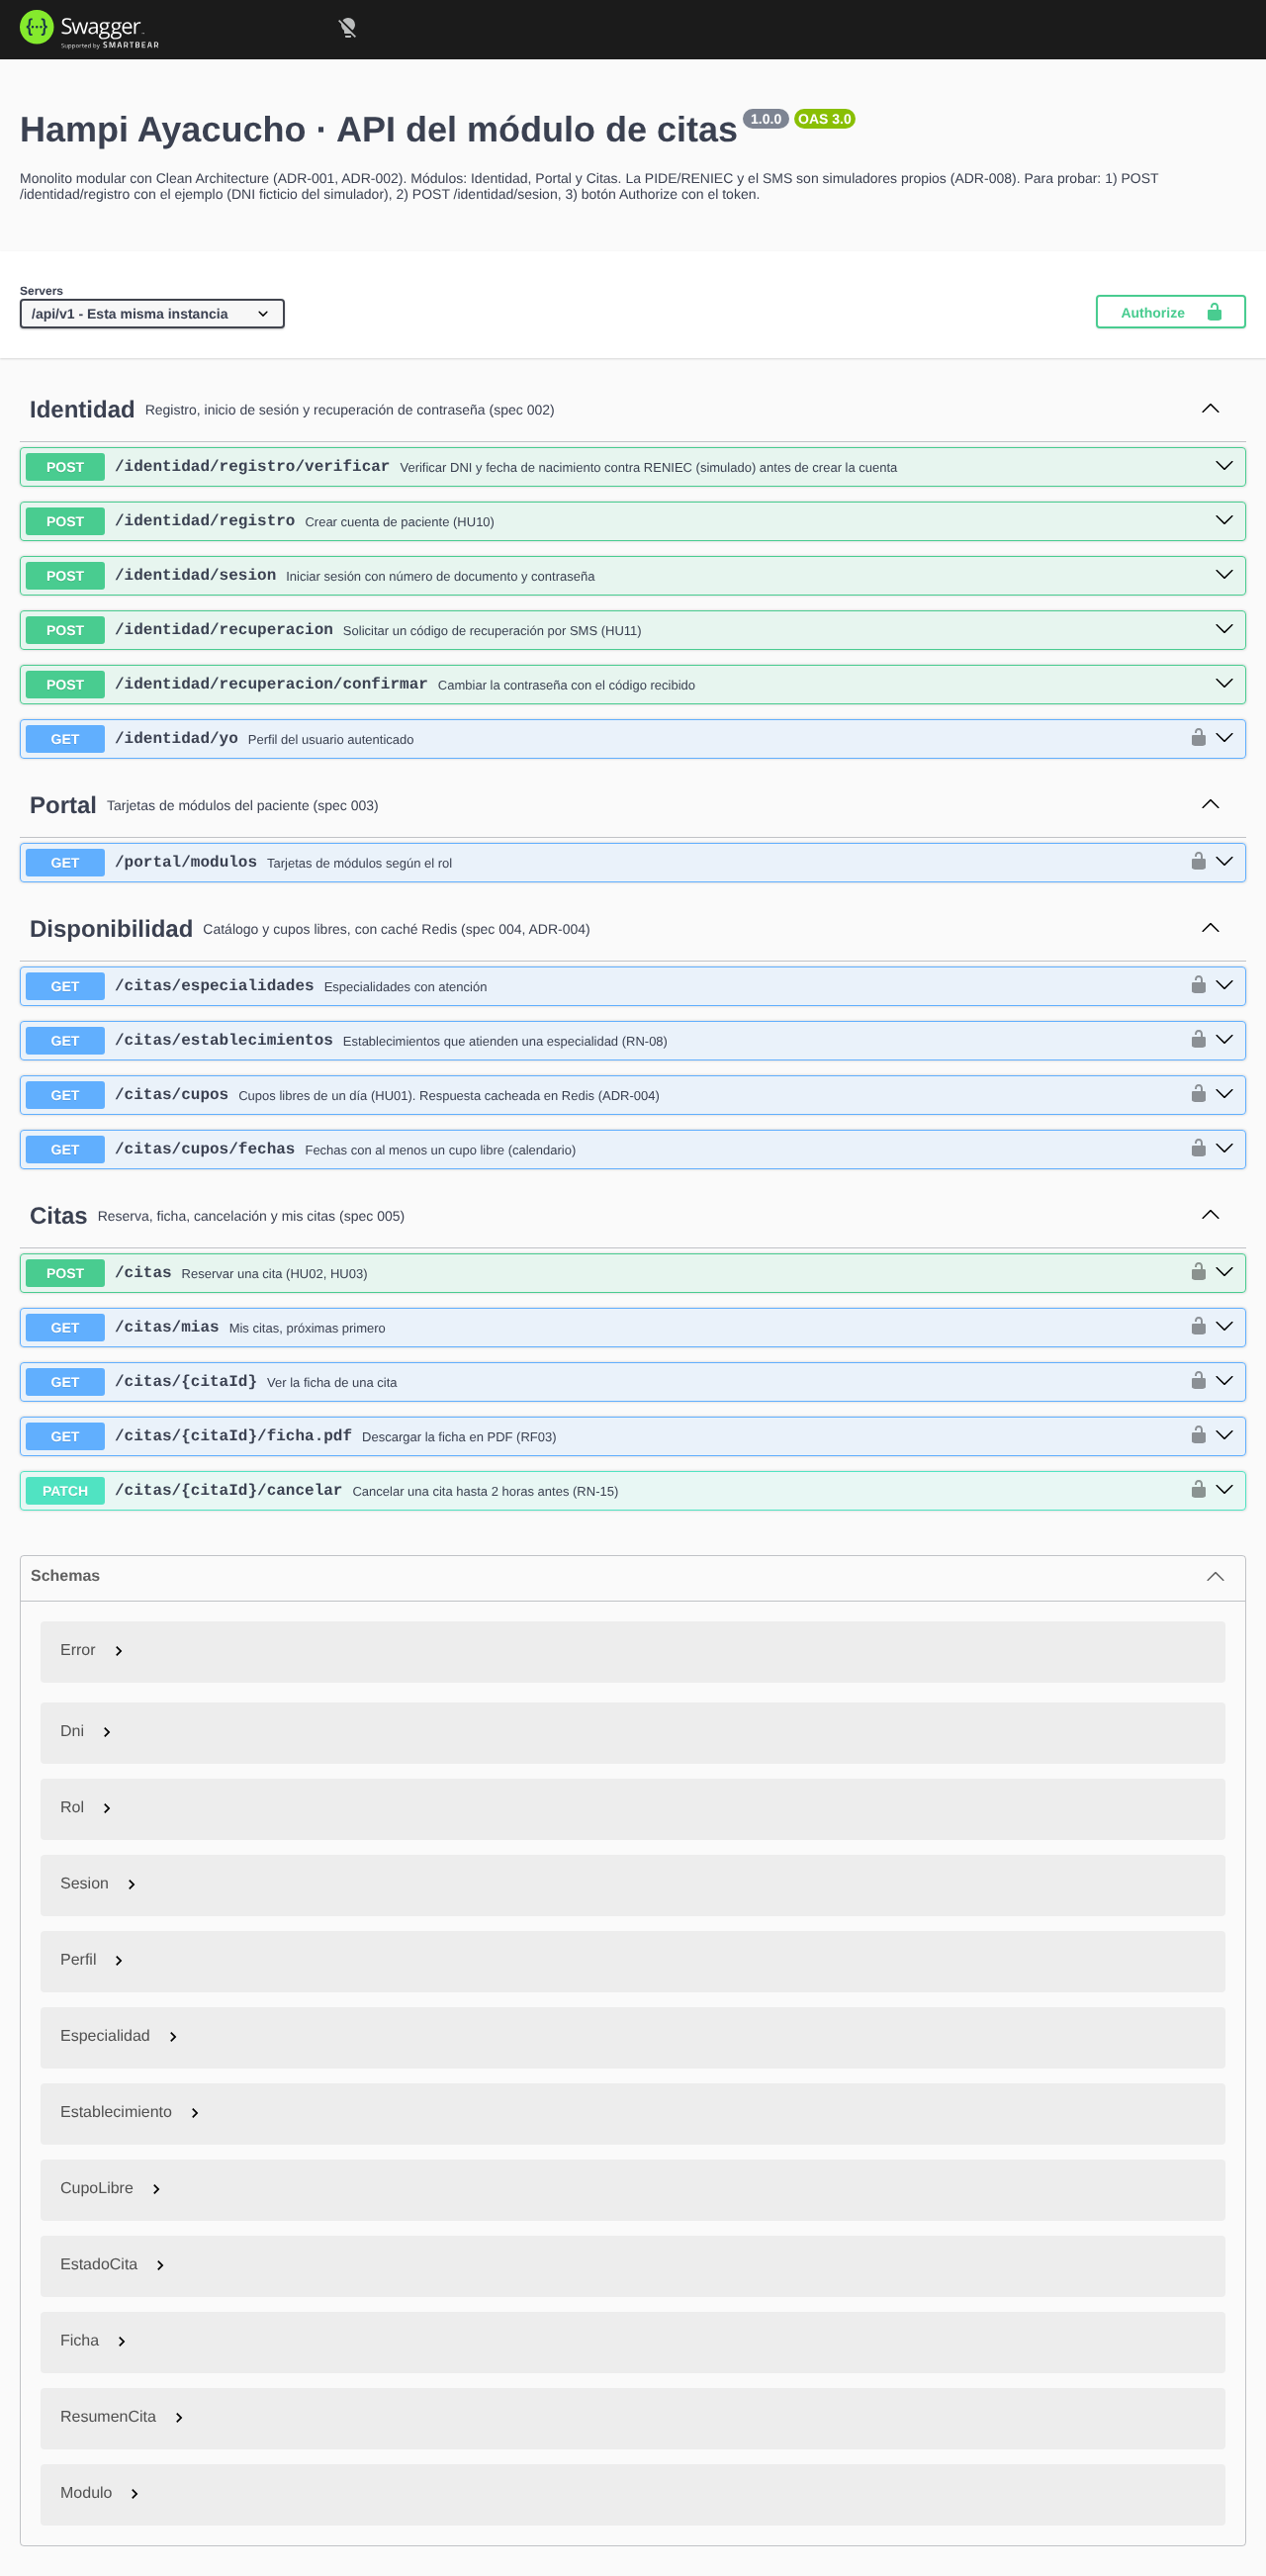 Swagger
Supported by SMARTBEAR
Hampi Ayacucho · API del módulo de citas 1.0.0 OAS 3.0
Monolito modular con Clean Architecture (ADR-001, ADR-002). Módulos: Identidad, Portal y Citas. La PIDE/RENIEC y el SMS son simuladores propios (ADR-008). Para probar: 1) POST
/identidad/registro con el ejemplo (DNI ficticio del simulador), 2) POST /identidad/sesion, 3) botón Authorize con el token.
Servers
/api/v1 - Esta misma instancia
Authorize
Identidad Registro, inicio de sesión y recuperación de contraseña (spec 002)
POST /identidad/registro/verificar Verificar DNI y fecha de nacimiento contra RENIEC (simulado) antes de crear la cuenta
POST /identidad/registro Crear cuenta de paciente (HU10)
POST /identidad/sesion Iniciar sesión con número de documento y contraseña
POST /identidad/recuperacion Solicitar un código de recuperación por SMS (HU11)
POST /identidad/recuperacion/confirmar Cambiar la contraseña con el código recibido
GET /identidad/yo Perfil del usuario autenticado
Portal Tarjetas de módulos del paciente (spec 003)
GET /portal/modulos Tarjetas de módulos según el rol
Disponibilidad Catálogo y cupos libres, con caché Redis (spec 004, ADR-004)
GET /citas/especialidades Especialidades con atención
GET /citas/establecimientos Establecimientos que atienden una especialidad (RN-08)
GET /citas/cupos Cupos libres de un día (HU01). Respuesta cacheada en Redis (ADR-004)
GET /citas/cupos/fechas Fechas con al menos un cupo libre (calendario)
Citas Reserva, ficha, cancelación y mis citas (spec 005)
POST /citas Reservar una cita (HU02, HU03)
GET /citas/mias Mis citas, próximas primero
GET /citas/{citaId} Ver la ficha de una cita
GET /citas/{citaId}/ficha.pdf Descargar la ficha en PDF (RF03)
PATCH /citas/{citaId}/cancelar Cancelar una cita hasta 2 horas antes (RN-15)
Schemas
Error
Dni
Rol
Sesion
Perfil
Especialidad
Establecimiento
CupoLibre
EstadoCita
Ficha
ResumenCita
Modulo